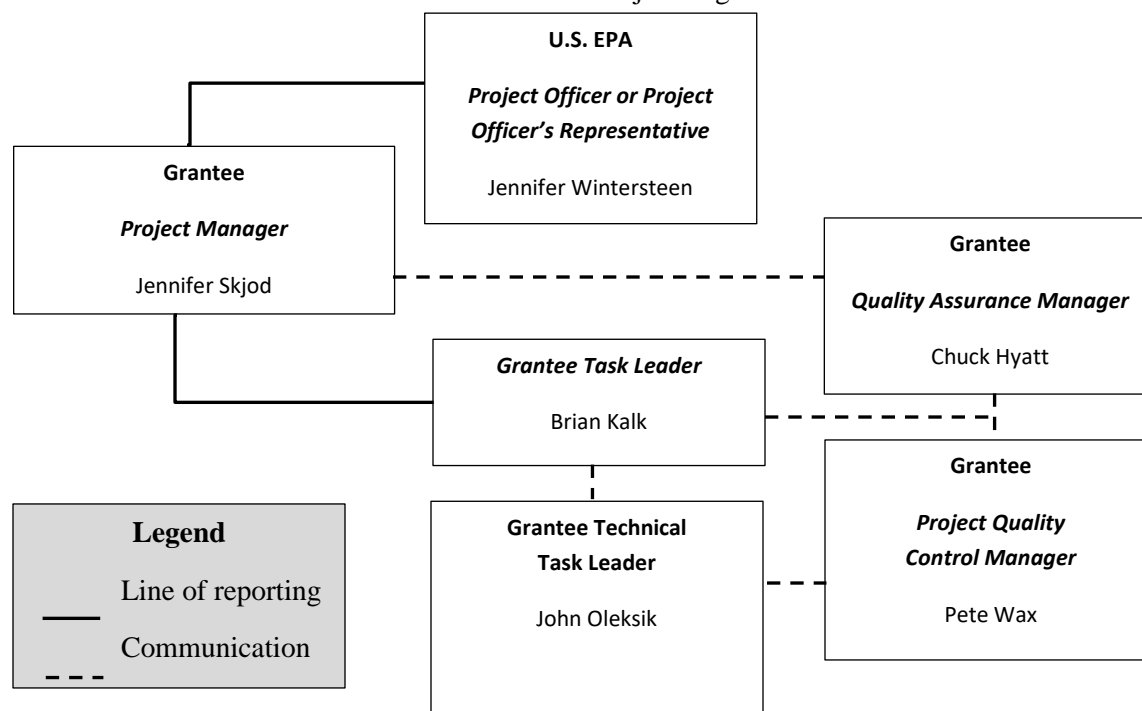 U.S. EPA
Project Officer or Project
Officer's Representative
Jennifer Wintersteen
Grantee
Project Manager
Jennifer Skjod
Grantee
Quality Assurance Manager
Chuck Hyatt
Grantee Task Leader
Brian Kalk
Grantee
Project Quality
Control Manager
Pete Wax
Grantee Technical
Task Leader
John Oleksik
Legend
Line of reporting
Communication